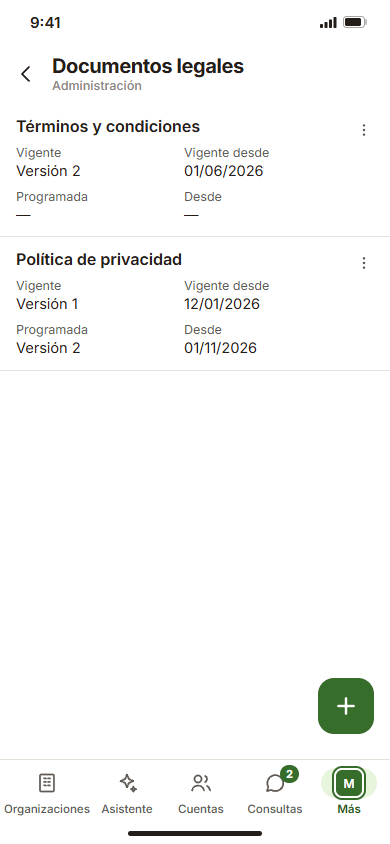 9:41
Documentos legales
Administración
Términos y condiciones
Vigente Vigente desde
Versión 2 01/06/2026
Programada Desde
— —
Política de privacidad
Vigente Vigente desde
Versión 1 12/01/2026
Programada Desde
Versión 2 01/11/2026
2
M
Organizaciones Asistente Cuentas Consultas Más